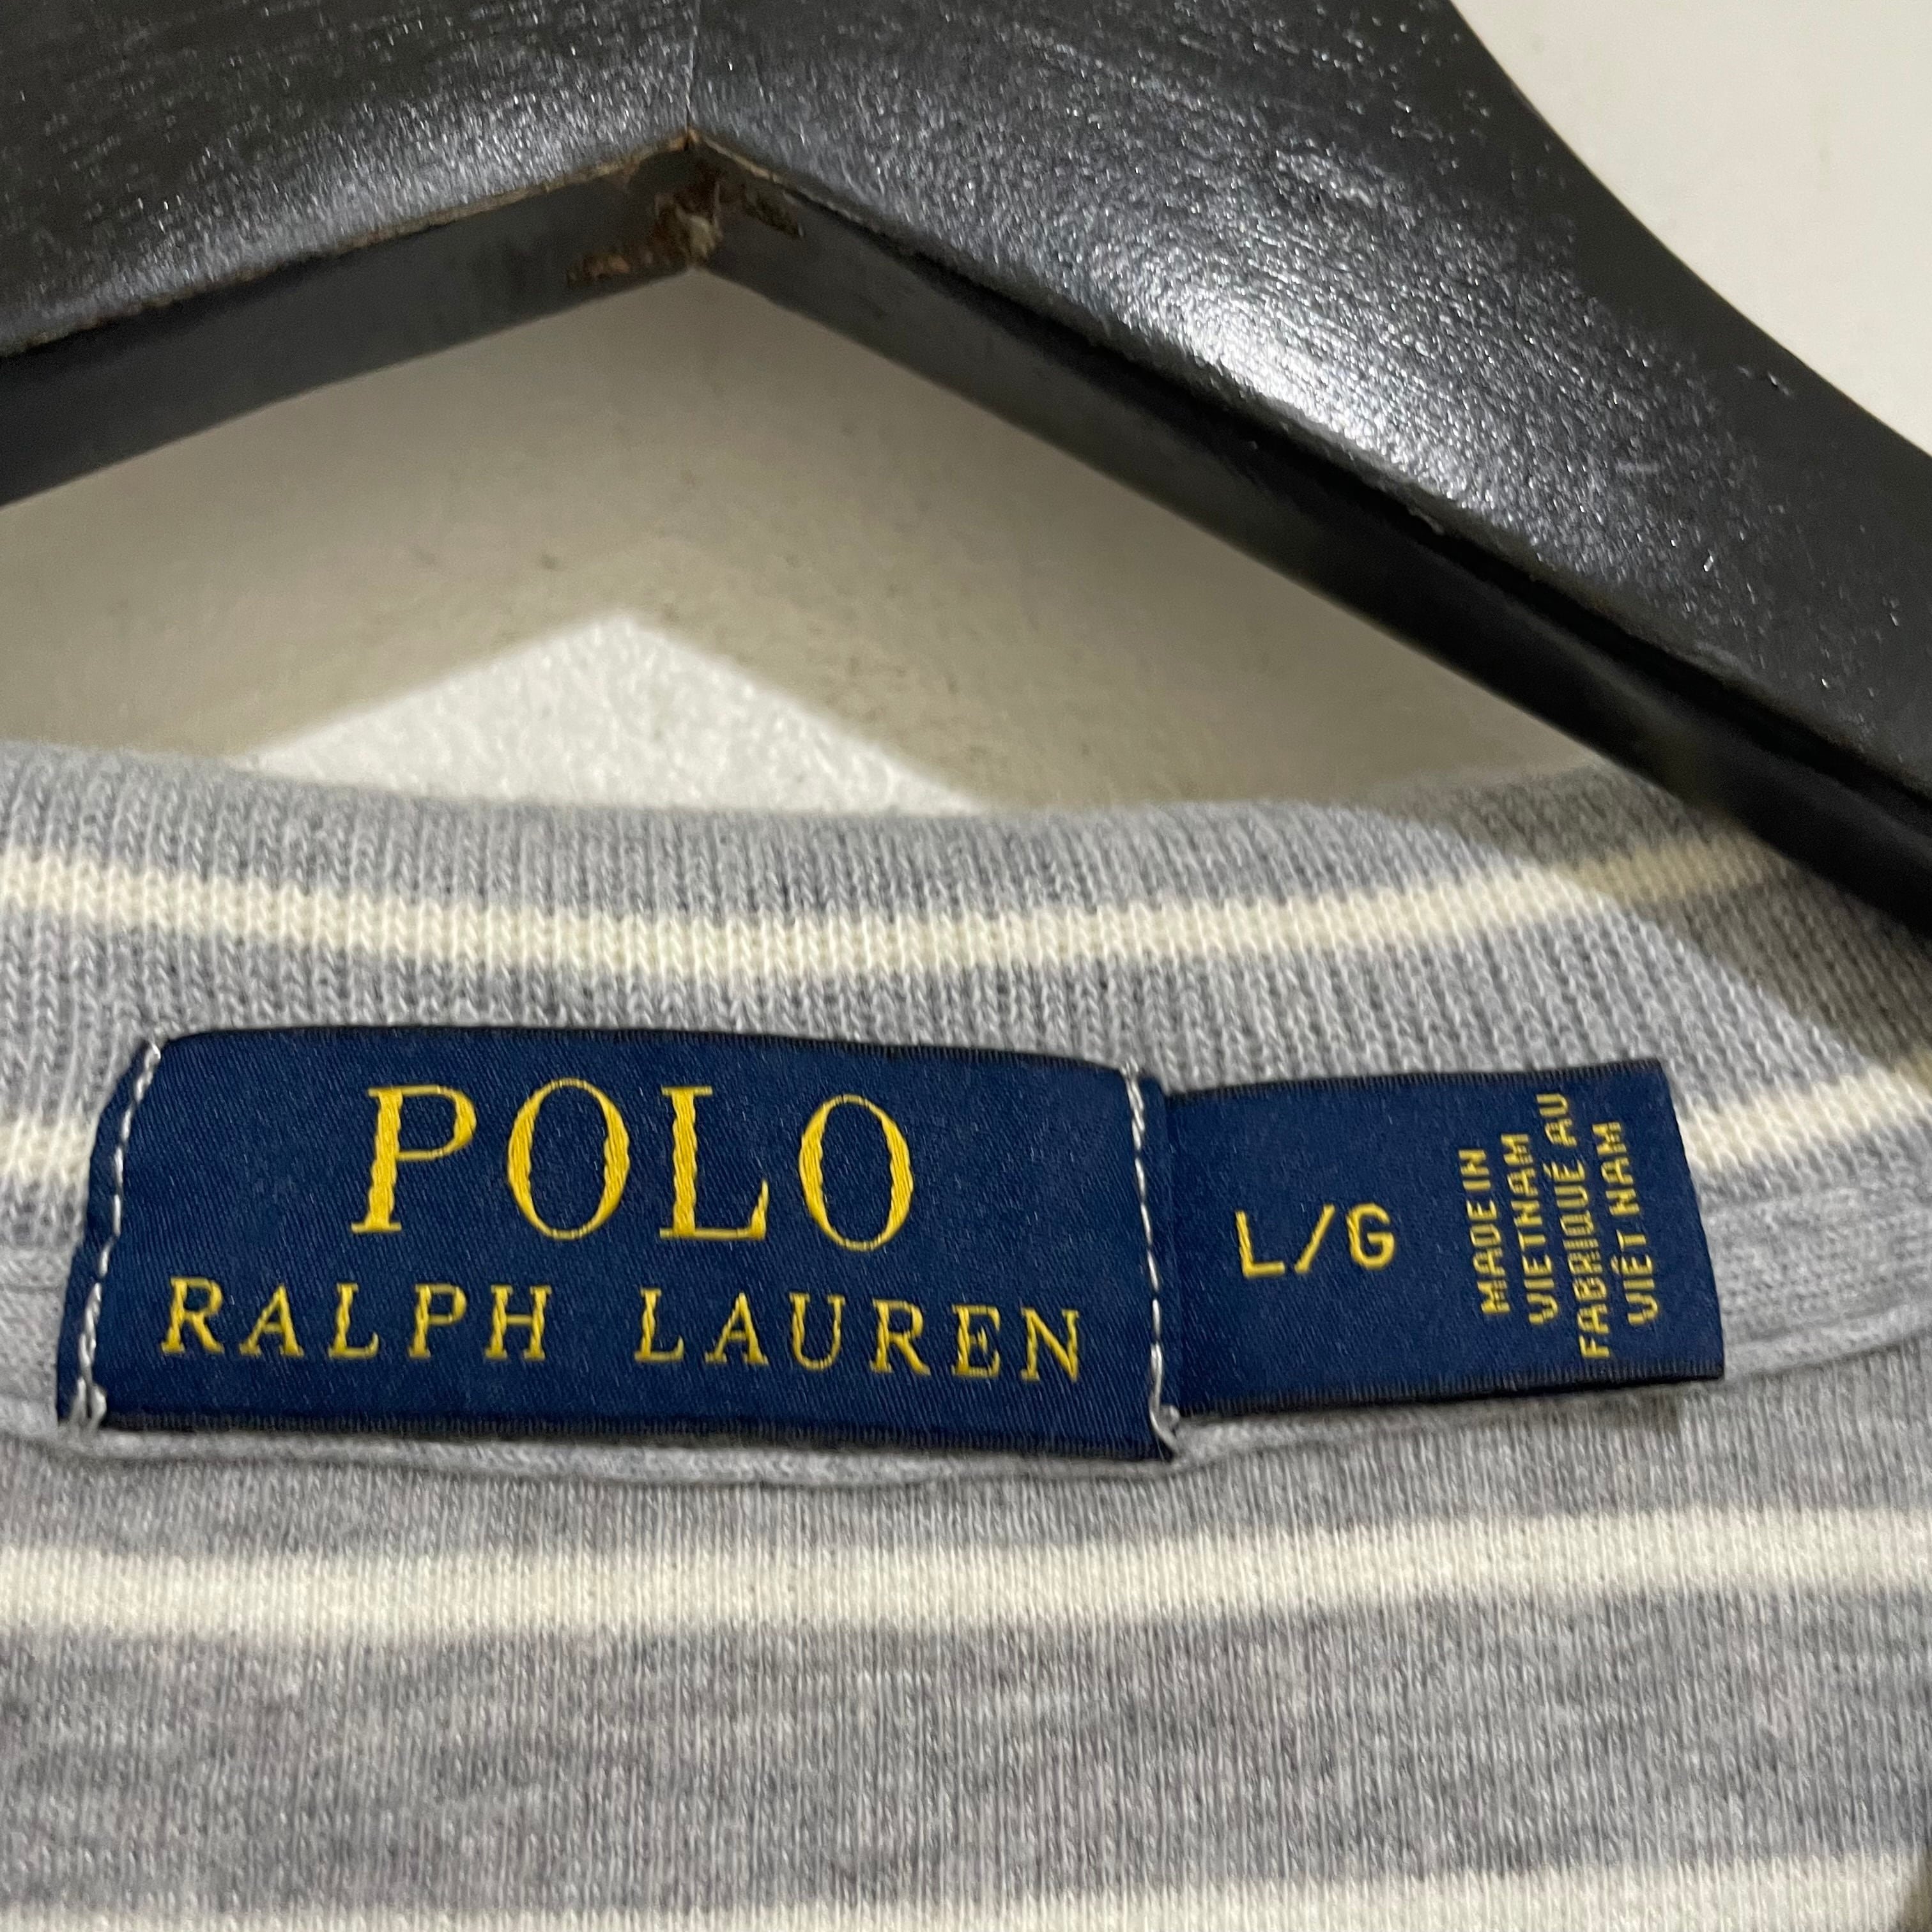 POLO
RALPH LAUREN
L/G
MADE IN
VIETNAM
FABRIQUÉ AU
VIÊT NAM